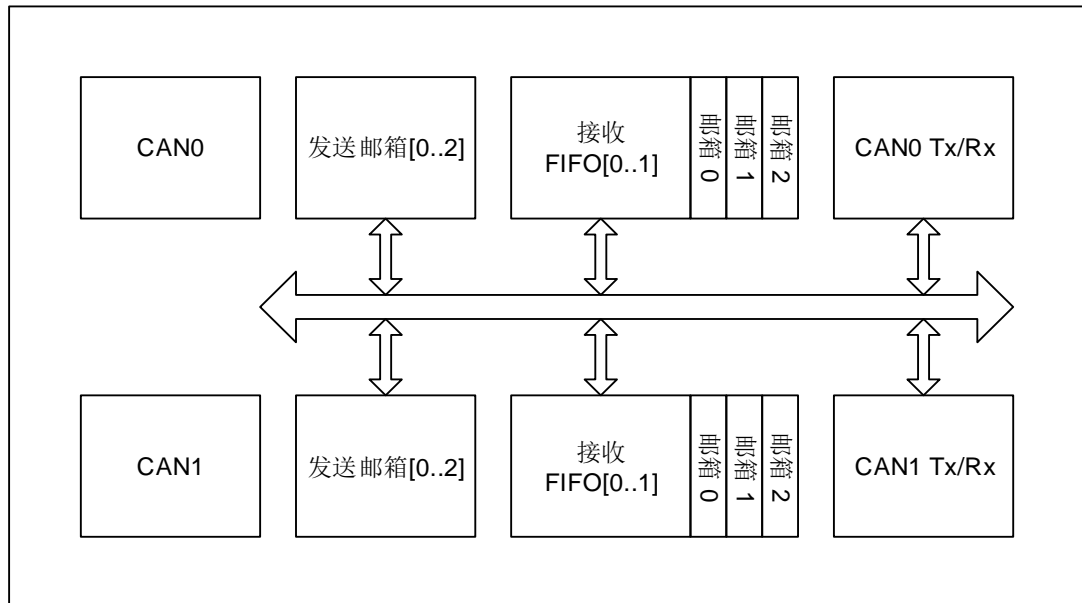 CAN0
发送邮箱[0..2]
接收
FIFO[0..1]
邮箱 0
邮箱 1
邮箱 2
CAN0 Tx/Rx
CAN1
发送邮箱[0..2]
接收
FIFO[0..1]
邮箱 0
邮箱 1
邮箱 2
CAN1 Tx/Rx